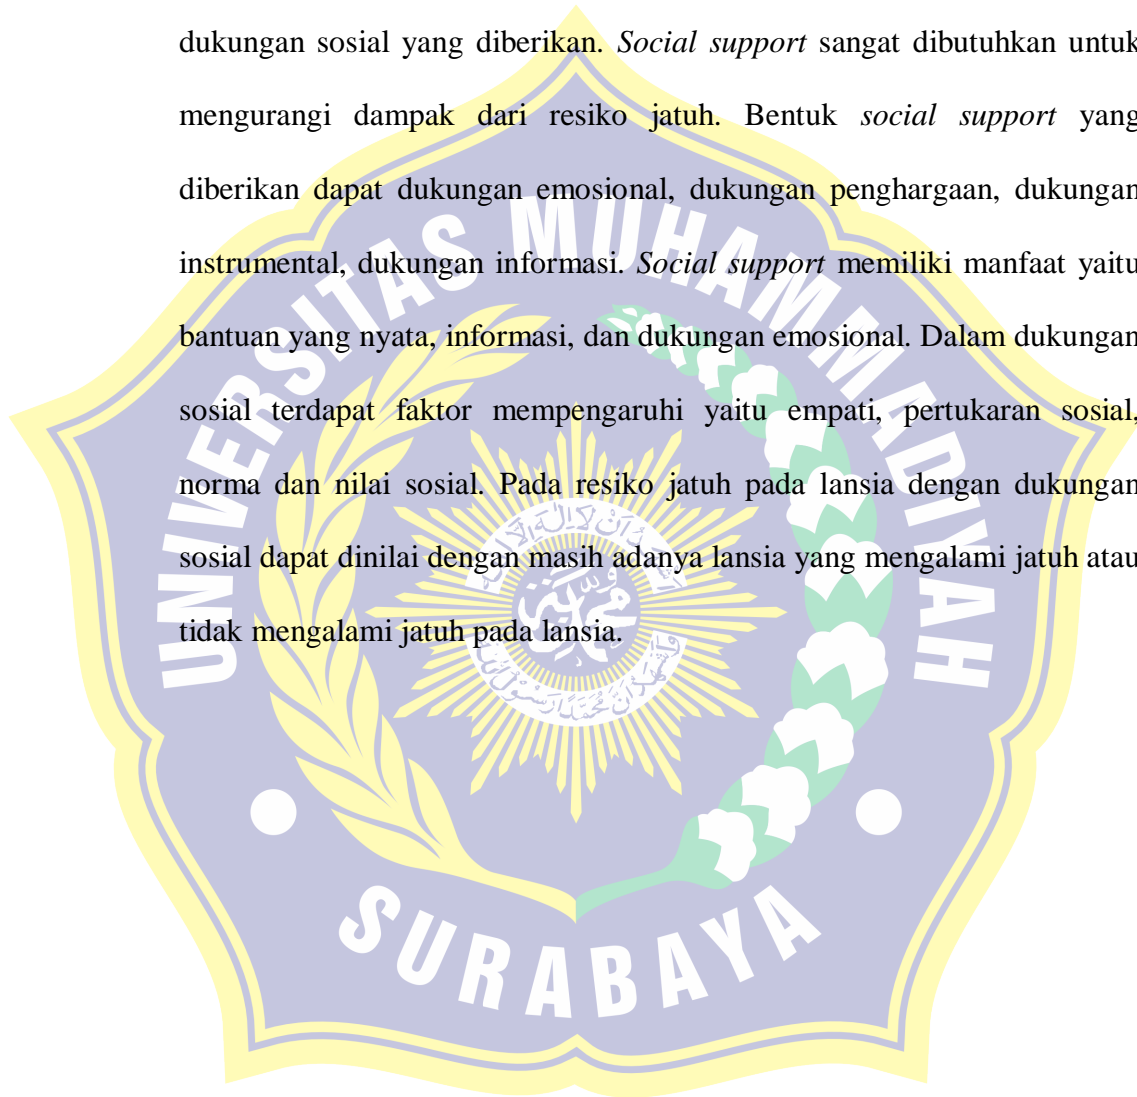 dukungan sosial yang diberikan. Social support sangat dibutuhkan untuk
mengurangi dampak dari resiko jatuh. Bentuk social support yang
diberikan dapat dukungan emosional, dukungan penghargaan, dukungan
instrumental, dukungan informasi. Social support memiliki manfaat yaitu
bantuan yang nyata, informasi, dan dukungan emosional. Dalam dukungan
sosial terdapat faktor mempengaruhi yaitu empati, pertukaran sosial,
norma dan nilai sosial. Pada resiko jatuh pada lansia dengan dukungan
sosial dapat dinilai dengan masih adanya lansia yang mengalami jatuh atau
tidak mengalami jatuh pada lansia.
UNIVERSITAS MUHAMMADIYAH
SURABAYA